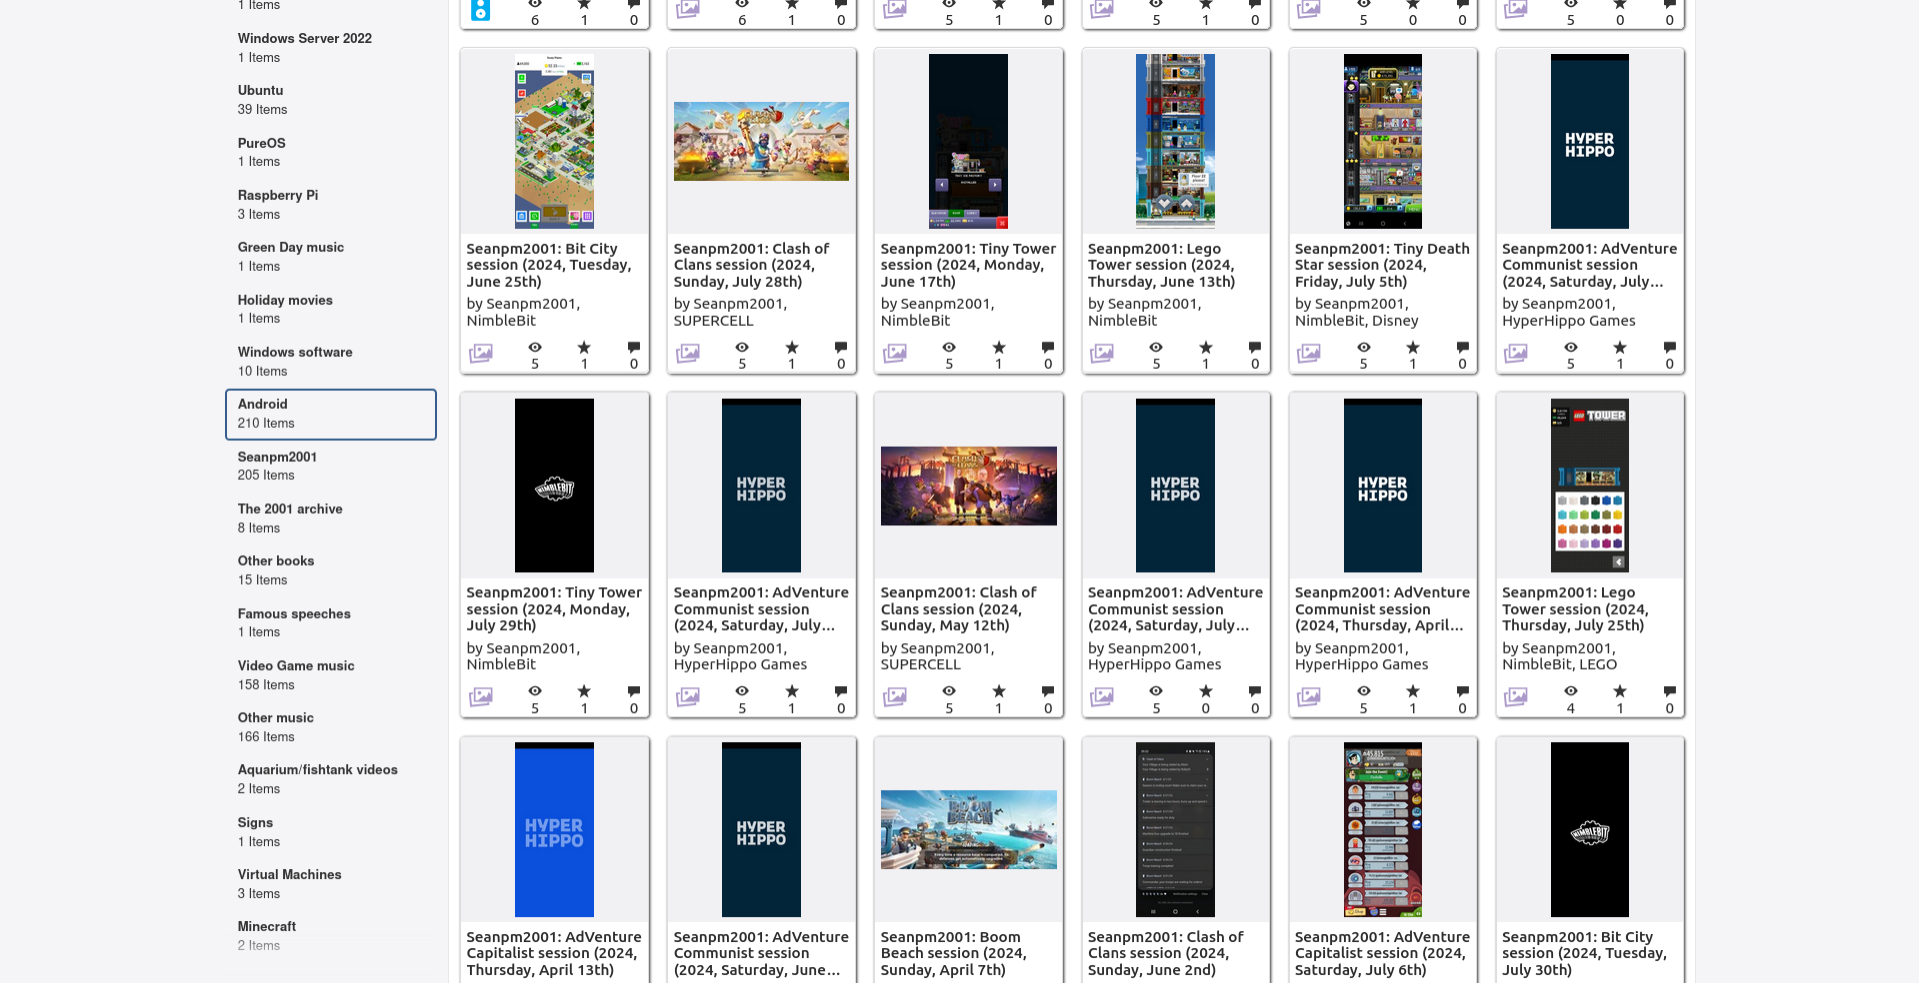 1 Items
Windows Server 2022
1 Items
Ubuntu
39 Items
PureOS
1 Items
Raspberry Pi
3 Items
Green Day music
1 Items
Holiday movies
1 Items
Windows software
10 Items
Android
210 Items
Seanpm2001
205 Items
The 2001 archive
8 Items
Other books
15 Items
Famous speeches
1 Items
Video Game music
158 Items
Other music
166 Items
Aquarium/fishtank videos
2 Items
Signs
1 Items
Virtual Machines
3 Items
Minecraft
2 Items
6 1 0
6 1 0
5 1 0
5 1 0
5 0 0
5 0 0
Seanpm2001: Bit City
session (2024, Tuesday,
June 25th)
by Seanpm2001,
NimbleBit
5 1 0
Seanpm2001: Clash of
Clans session (2024,
Sunday, July 28th)
by Seanpm2001,
SUPERCELL
5 1 0
Seanpm2001: Tiny Tower
session (2024, Monday,
June 17th)
by Seanpm2001,
NimbleBit
5 1 0
Seanpm2001: Lego
Tower session (2024,
Thursday, June 13th)
by Seanpm2001,
NimbleBit
5 1 0
Seanpm2001: Tiny Death
Star session (2024,
Friday, July 5th)
by Seanpm2001,
NimbleBit, Disney
5 1 0
HYPER
HIPPO
Seanpm2001: AdVenture
Communist session
(2024, Saturday, July...
by Seanpm2001,
HyperHippo Games
5 1 0
NIMBLEBIT
Seanpm2001: Tiny Tower
session (2024, Monday,
July 29th)
by Seanpm2001,
NimbleBit
5 1 0
HYPER
HIPPO
Seanpm2001: AdVenture
Communist session
(2024, Saturday, July...
by Seanpm2001,
HyperHippo Games
5 1 0
Seanpm2001: Clash of
Clans session (2024,
Sunday, May 12th)
by Seanpm2001,
SUPERCELL
5 1 0
HYPER
HIPPO
Seanpm2001: AdVenture
Communist session
(2024, Saturday, July...
by Seanpm2001,
HyperHippo Games
5 0 0
HYPER
HIPPO
Seanpm2001: AdVenture
Communist session
(2024, Thursday, April...
by Seanpm2001,
HyperHippo Games
5 1 0
LEGO TOWER
Seanpm2001: Lego
Tower session (2024,
Thursday, July 25th)
by Seanpm2001,
NimbleBit, LEGO
4 1 0
HYPER
HIPPO
Seanpm2001: AdVenture
Capitalist session (2024,
Thursday, April 13th)
HYPER
HIPPO
Seanpm2001: AdVenture
Communist session
(2024, Saturday, June...
BOOM
BEACH
Seanpm2001: Boom
Beach session (2024,
Sunday, April 7th)
Seanpm2001: Clash of
Clans session (2024,
Sunday, June 2nd)
Seanpm2001: AdVenture
Capitalist session (2024,
Saturday, July 6th)
NIMBLEBIT
Seanpm2001: Bit City
session (2024, Tuesday,
July 30th)